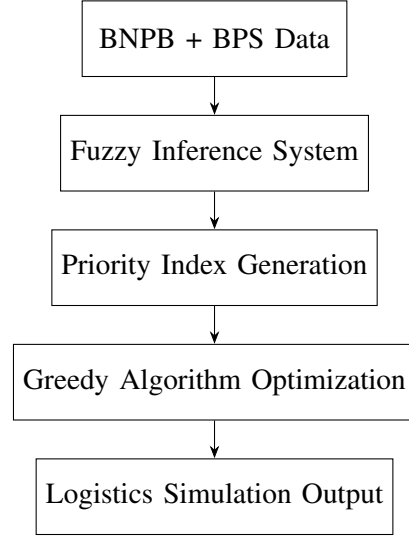 BNPB + BPS Data
Fuzzy Inference System
Priority Index Generation
Greedy Algorithm Optimization
Logistics Simulation Output